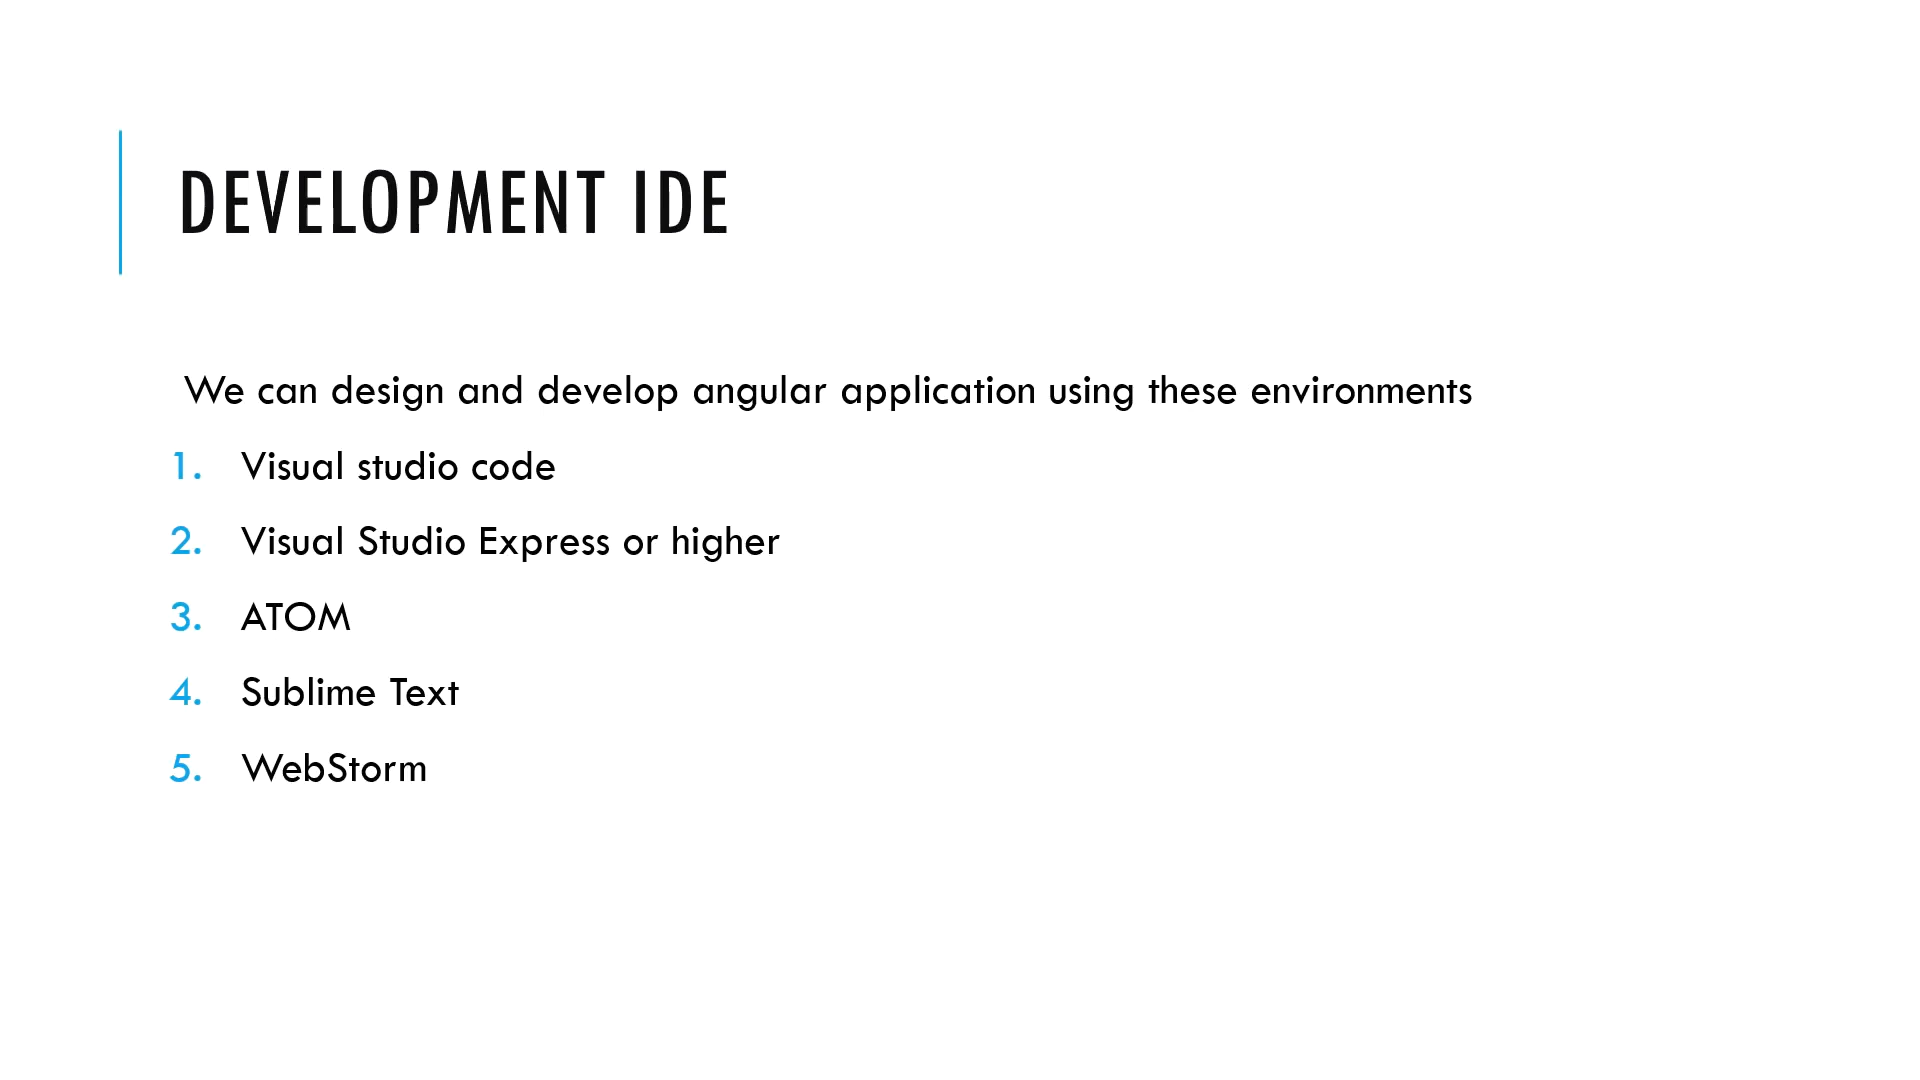 DEVELOPMENT IDE
We can design and develop angular application using these environments
1. Visual studio code
2. Visual Studio Express or higher
3. ATOM
4. Sublime Text
5. WebStorm